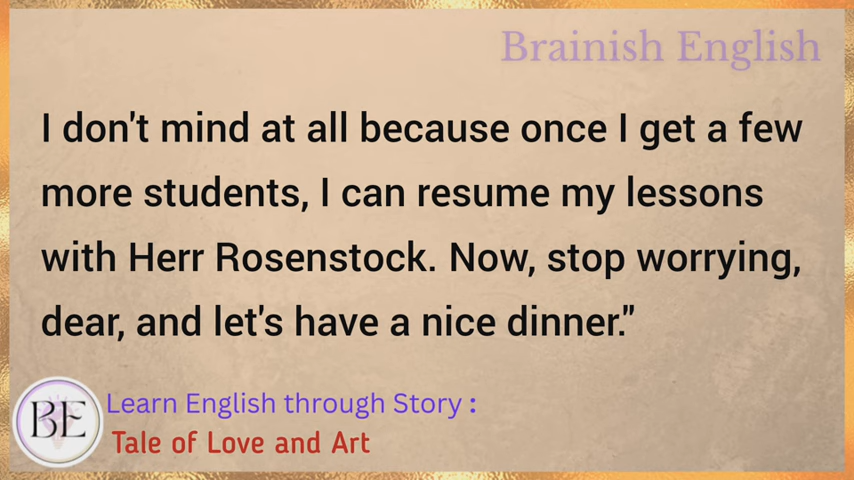 Brainish English
I don't mind at all because once I get a few
more students, I can resume my lessons
with Herr Rosenstock. Now, stop worrying,
dear, and let's have a nice dinner."
BE
Learn English through Story :
Tale of Love and Art